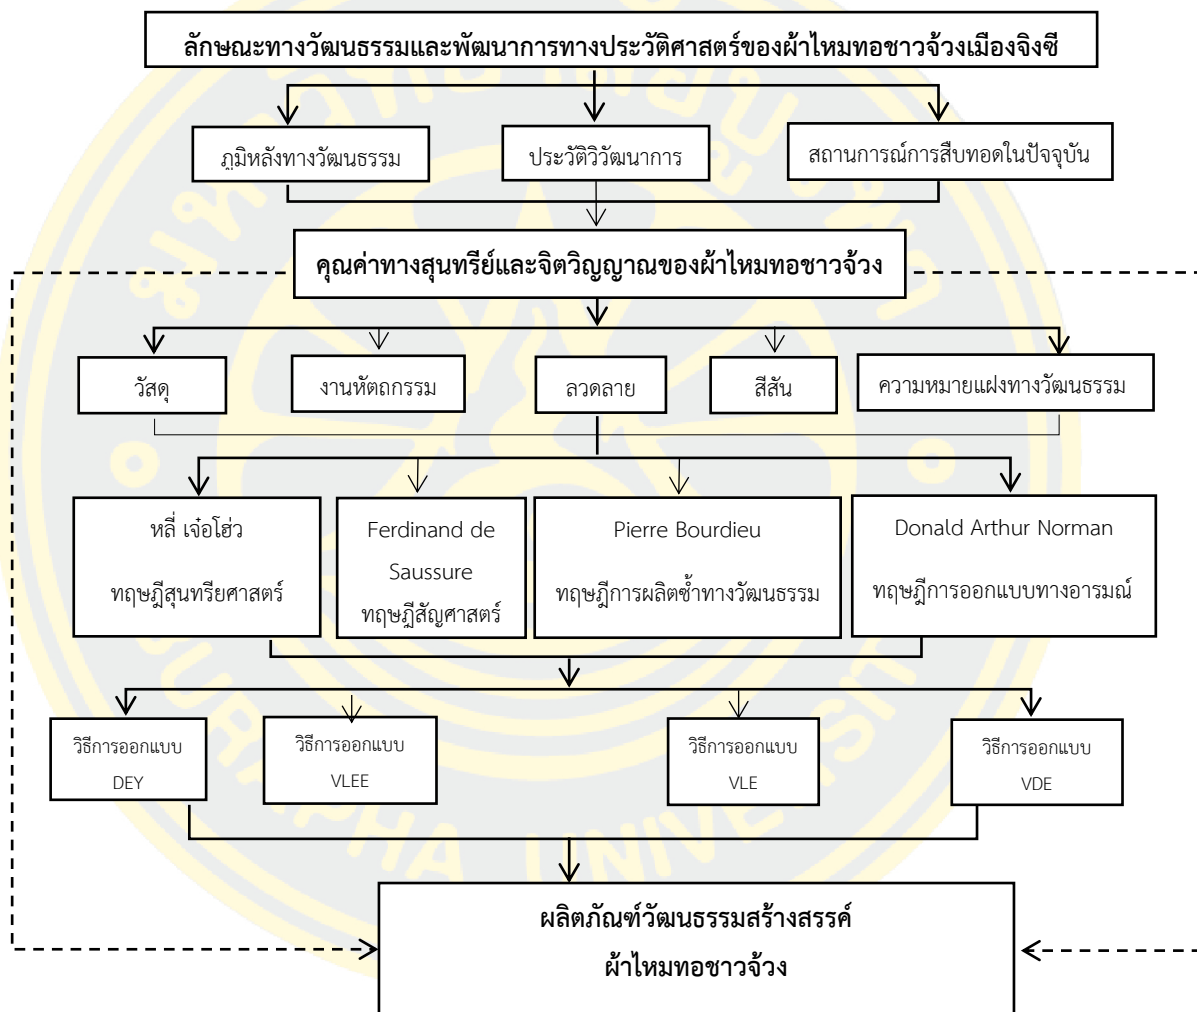 ลักษณะทางวัฒนธรรมและพัฒนาการทางประวัติศาสตร์ของผ้าไหมทอชาวจ้วงเมืองจิงซี
ภูมิหลังทางวัฒนธรรม
ประวัติวิวัฒนาการ
สถานการณ์การสืบทอดในปัจจุบัน
คุณค่าทางสุนทรีย์และจิตวิญญาณของผ้าไหมทอชาวจ้วง
วัสดุ
งานหัตถกรรม
ลวดลาย
สีสัน
ความหมายแฝงทางวัฒนธรรม
หลี่ เจ๋อโฮ่ว
ทฤษฎีสุนทรียศาสตร์
Ferdinand de
Saussure
ทฤษฎีสัญศาสตร์
Pierre Bourdieu
ทฤษฎีการผลิตซ้ำทางวัฒนธรรม
Donald Arthur Norman
ทฤษฎีการออกแบบทางอารมณ์
วิธีการออกแบบ
DEY
วิธีการออกแบบ
VLEE
วิธีการออกแบบ
VLE
วิธีการออกแบบ
VDE
ผลิตภัณฑ์วัฒนธรรมสร้างสรรค์
ผ้าไหมทอชาวจ้วง
BURAPHA UNIVERSIT